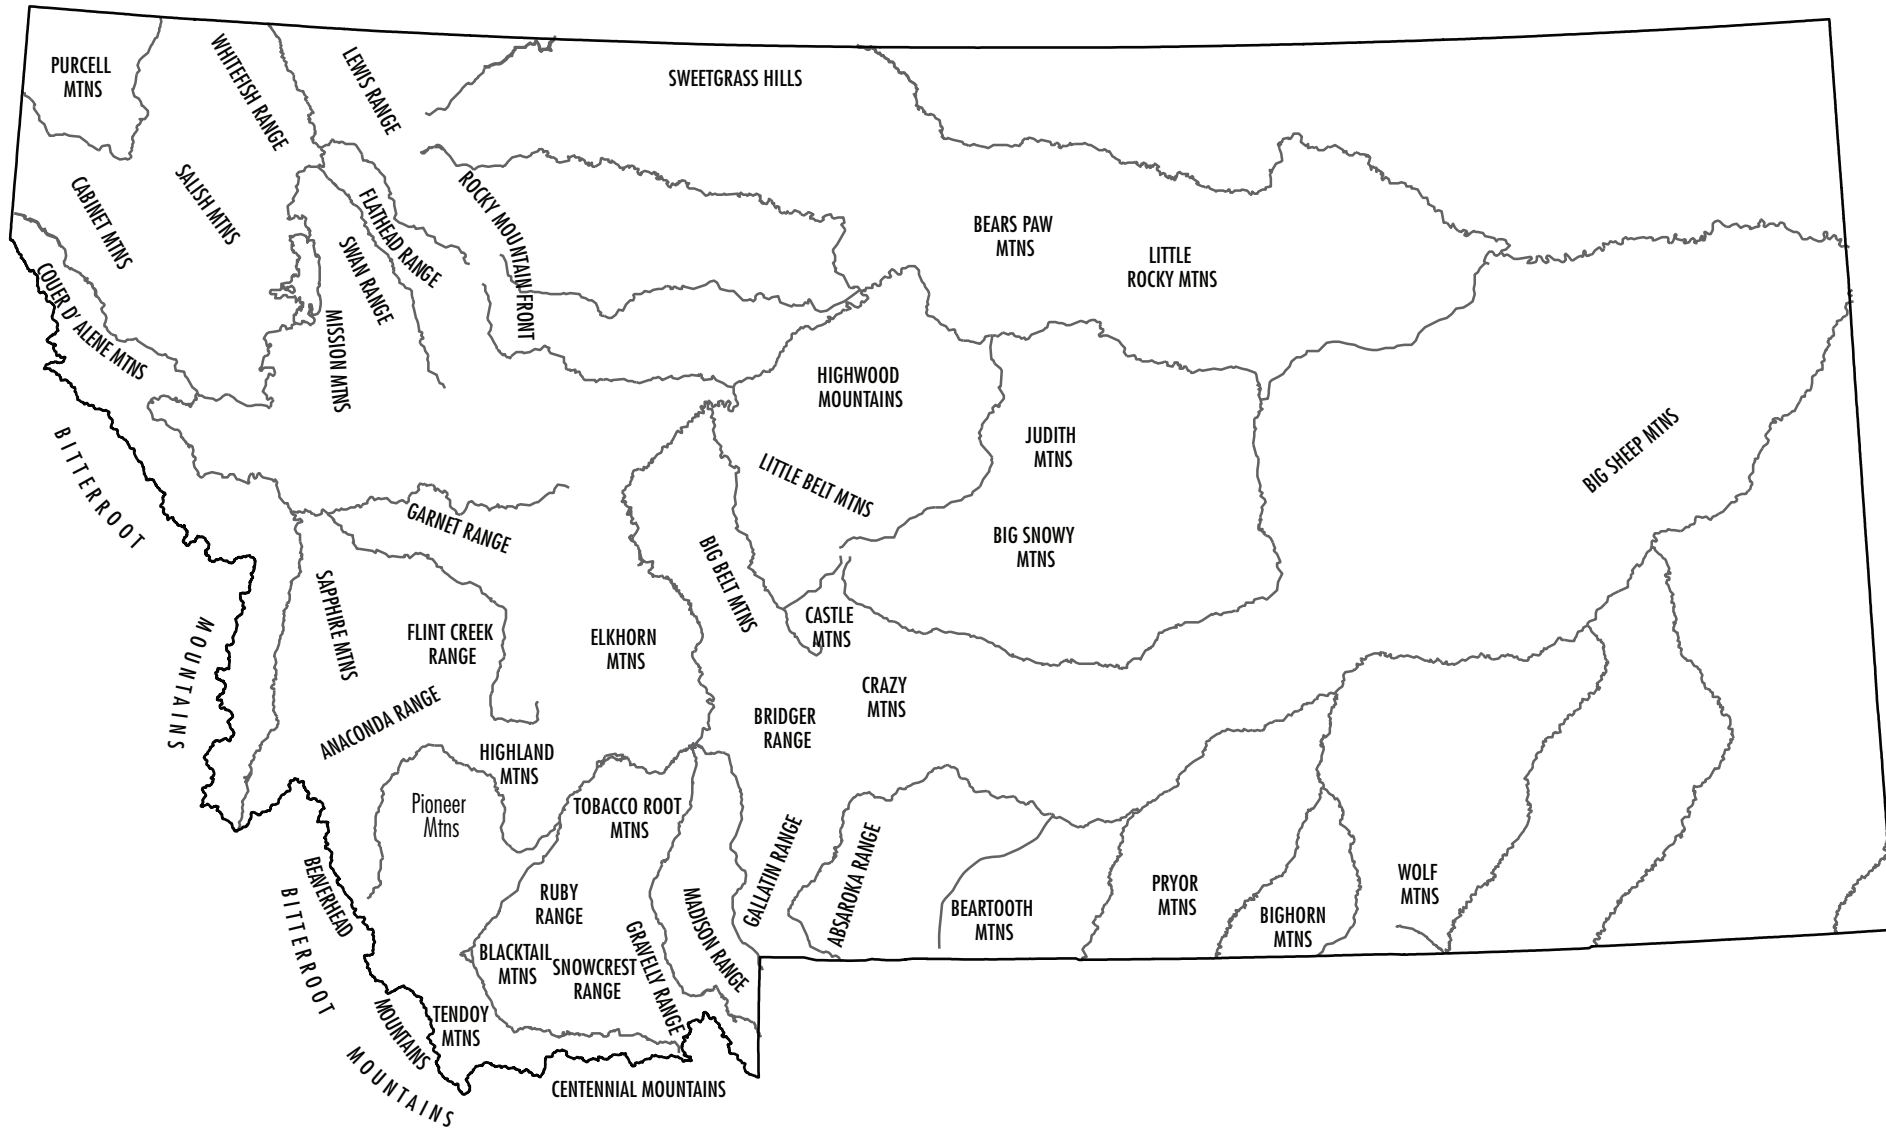 PURCELL
MTNS
WHITEFISH RANGE
LEWIS RANGE
SWEETGRASS HILLS
CABINET MTNS
SALISH MTNS
FLATHEAD RANGE
ROCKY MOUNTAIN FRONT
SWAN RANGE
BEARS PAW
MTNS
LITTLE
ROCKY MTNS
COUER D' ALENE MTNS
MISSION MTNS
HIGHWOOD
MOUNTAINS
JUDITH
MTNS
BIG SHEEP MTNS
LITTLE BELT MTNS
BITTERROOT
MOUNTAINS
GARNET RANGE
BIG SNOWY
MTNS
BIG BELT MTNS
SAPPHIRE MTNS
FLINT CREEK
RANGE
ELKHORN
MTNS
CASTLE
MTNS
CRAZY
MTNS
BRIDGER
RANGE
ANACONDA RANGE
HIGHLAND
MTNS
Pioneer
Mtns
TOBACCO ROOT
MTNS
GALLATIN RANGE
ABSAROKA RANGE
BEARTOOTH
MTNS
PRYOR
MTNS
BIGHORN
MTNS
WOLF
MTNS
RUBY
RANGE
MADISON RANGE
GRAVELLY RANGE
BLACKTAIL
MTNS
SNOWCREST
RANGE
BEAVERHEAD
MOUNTAINS
BITTERROOT
MOUNTAINS
TENDOY
MTNS
CENTENNIAL MOUNTAINS